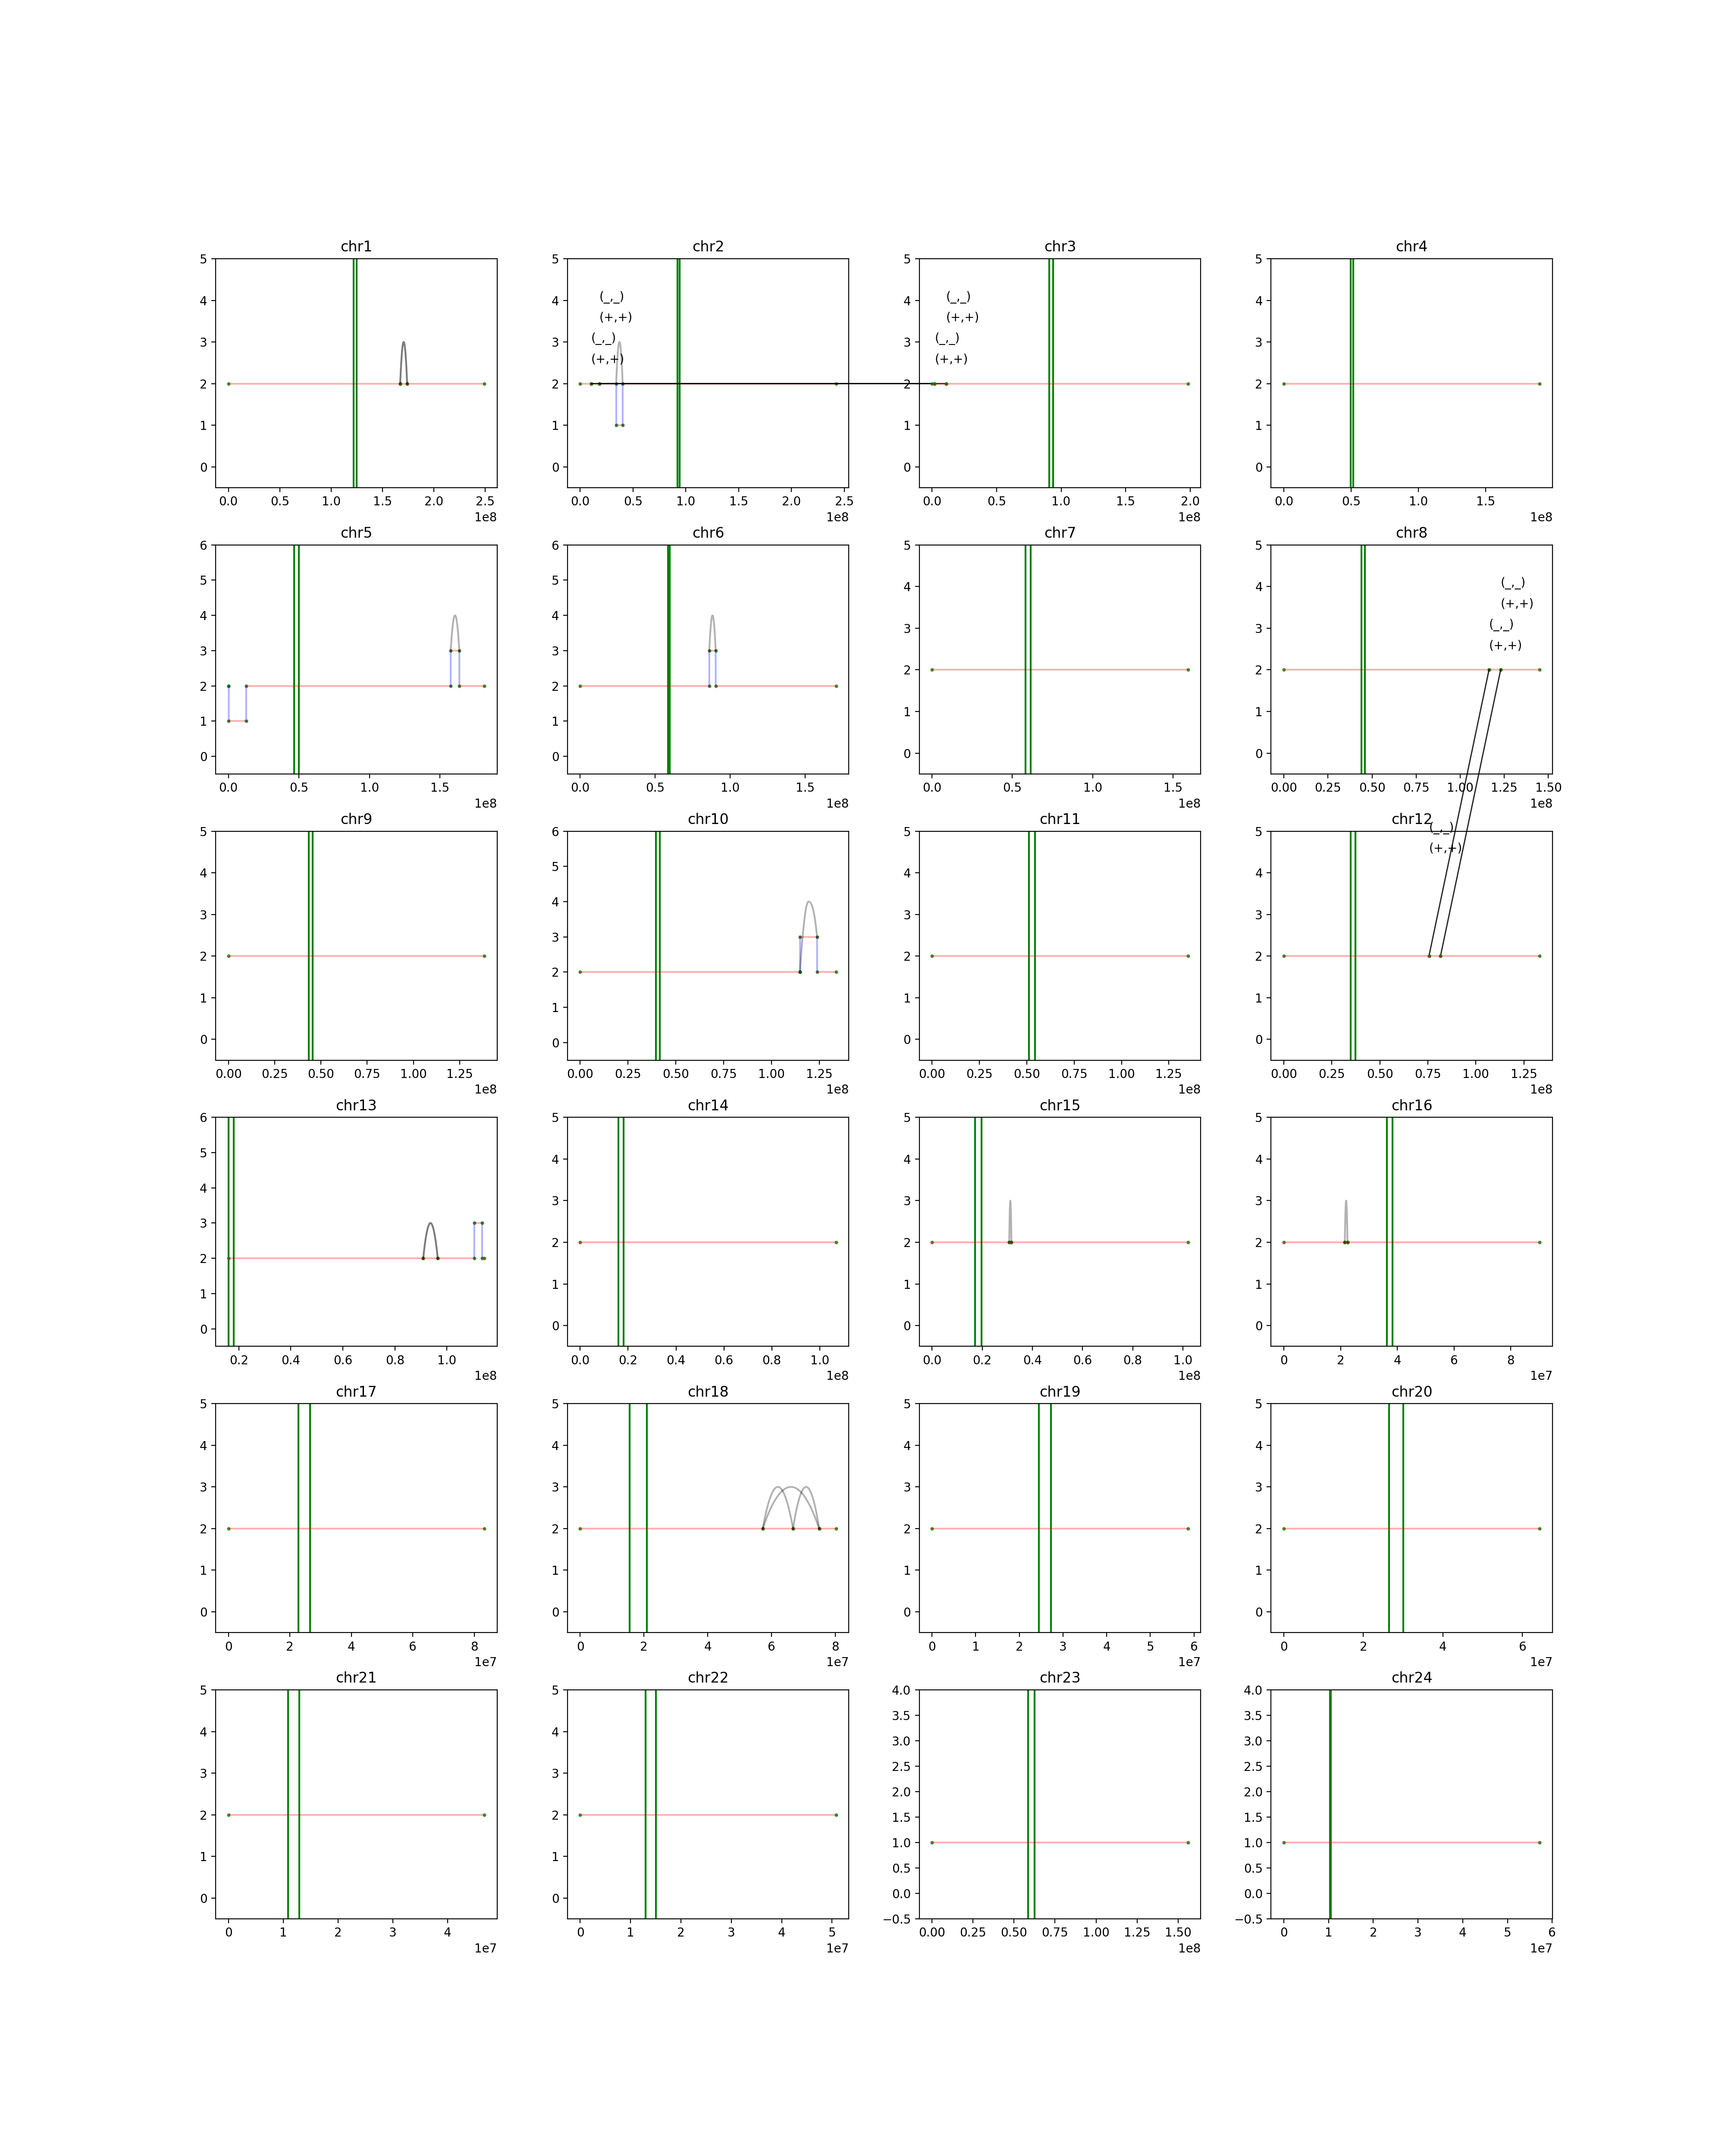 chr1 chr2 chr3 chr4
5 5 5 5
4 (_,_) 4 (_,_) 4 4
(+,+) (+,+)
3 (_,_) 3 (_,_) 3 3
(+,+) (+,+)
2 2 2 2
1 1 1 1
0 0 0 0
0.0 0.5 1.0 1.5 2.0 2.5 0.0 0.5 1.0 1.5 2.0 2.5 0.0 0.5 1.0 1.5 2.0 0.0 0.5 1.0 1.5
1e8 1e8 1e8 1e8
chr5 chr6 chr7 chr8
6 6 5 5
5 5 4 4 (_,_)
(+,+)
4 4 3 3 (_,_)
(+,+)
3 3 2 2
2 2 1 1
1 1 0 0
0 0
0.0 0.5 1.0 1.5 0.0 0.5 1.0 1.5 0.0 0.5 1.0 1.5 0.00 0.25 0.50 0.75 1.00 1.25 1.50
1e8 1e8 1e8 1e8
chr9 chr10 chr11 chr12
5 6 5 5 (_,_)
(+,+)
4 5 4 4
3 4 3 3
2 3 2 2
1 2 1 1
0 1 0 0
0
0.00 0.25 0.50 0.75 1.00 1.25 0.00 0.25 0.50 0.75 1.00 1.25 0.00 0.25 0.50 0.75 1.00 1.25 0.00 0.25 0.50 0.75 1.00 1.25
1e8 1e8 1e8 1e8
chr13 chr14 chr15 chr16
6 5 5 5
5 4 4 4
4 3 3 3
3 2 2 2
2 1 1 1
1 0 0 0
0
0.2 0.4 0.6 0.8 1.0 0.0 0.2 0.4 0.6 0.8 1.0 0.0 0.2 0.4 0.6 0.8 1.0 0 2 4 6 8
1e8 1e8 1e8 1e7
chr17 chr18 chr19 chr20
5 5 5 5
4 4 4 4
3 3 3 3
2 2 2 2
1 1 1 1
0 0 0 0
0 2 4 6 8 0 2 4 6 8 0 1 2 3 4 5 6 0 2 4 6
1e7 1e7 1e7 1e7
chr21 chr22 chr23 chr24
5 5 4.0 4.0
4 4 3.5 3.5
3.0 3.0
3 3 2.5 2.5
2 2 2.0 2.0
1.5 1.5
1 1 1.0 1.0
0.5 0.5
0 0 0.0 0.0
−0.5 −0.5
0 1 2 3 4 0 1 2 3 4 5 0.00 0.25 0.50 0.75 1.00 1.25 1.50 0 1 2 3 4 5 6
1e7 1e7 1e8 1e7